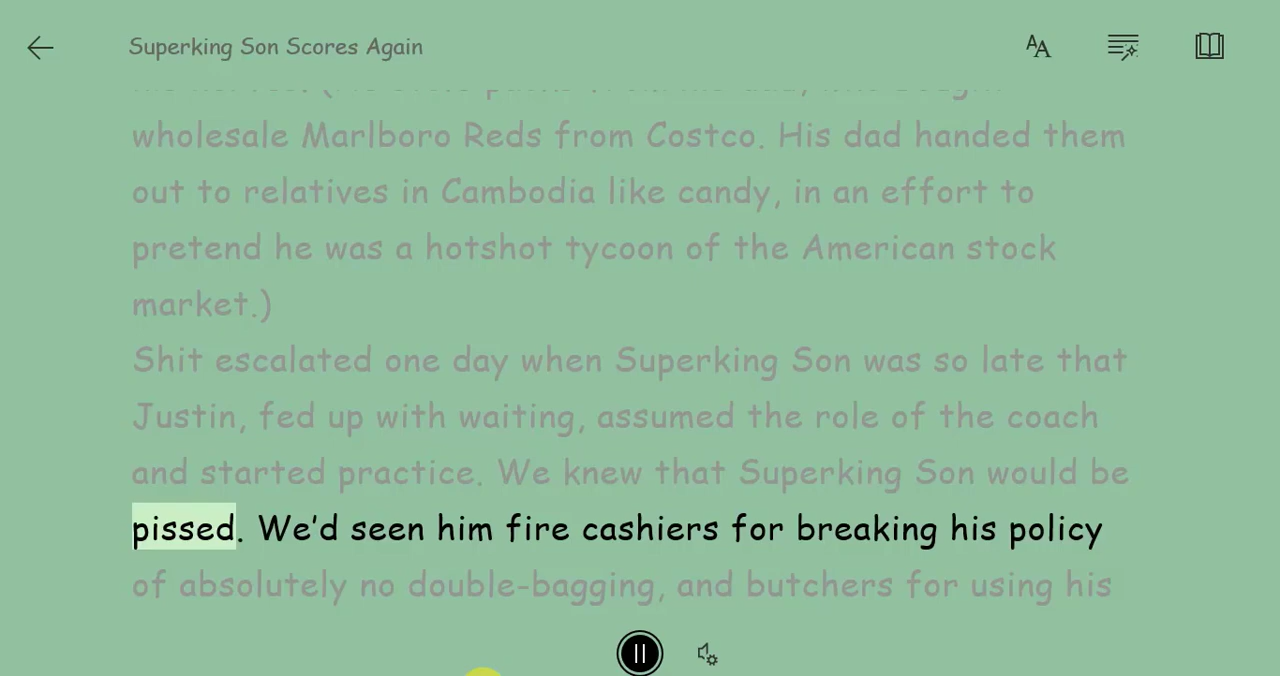 Superking Son Scores Again
wholesale Marlboro Reds from Costco. His dad handed them
out to relatives in Cambodia like candy, in an effort to
pretend he was a hotshot tycoon of the American stock
market.)
Shit escalated one day when Superking Son was so late that
Justin, fed up with waiting, assumed the role of the coach
and started practice. We knew that Superking Son would be
pissed. We’d seen him fire cashiers for breaking his policy
of absolutely no double-bagging, and butchers for using his